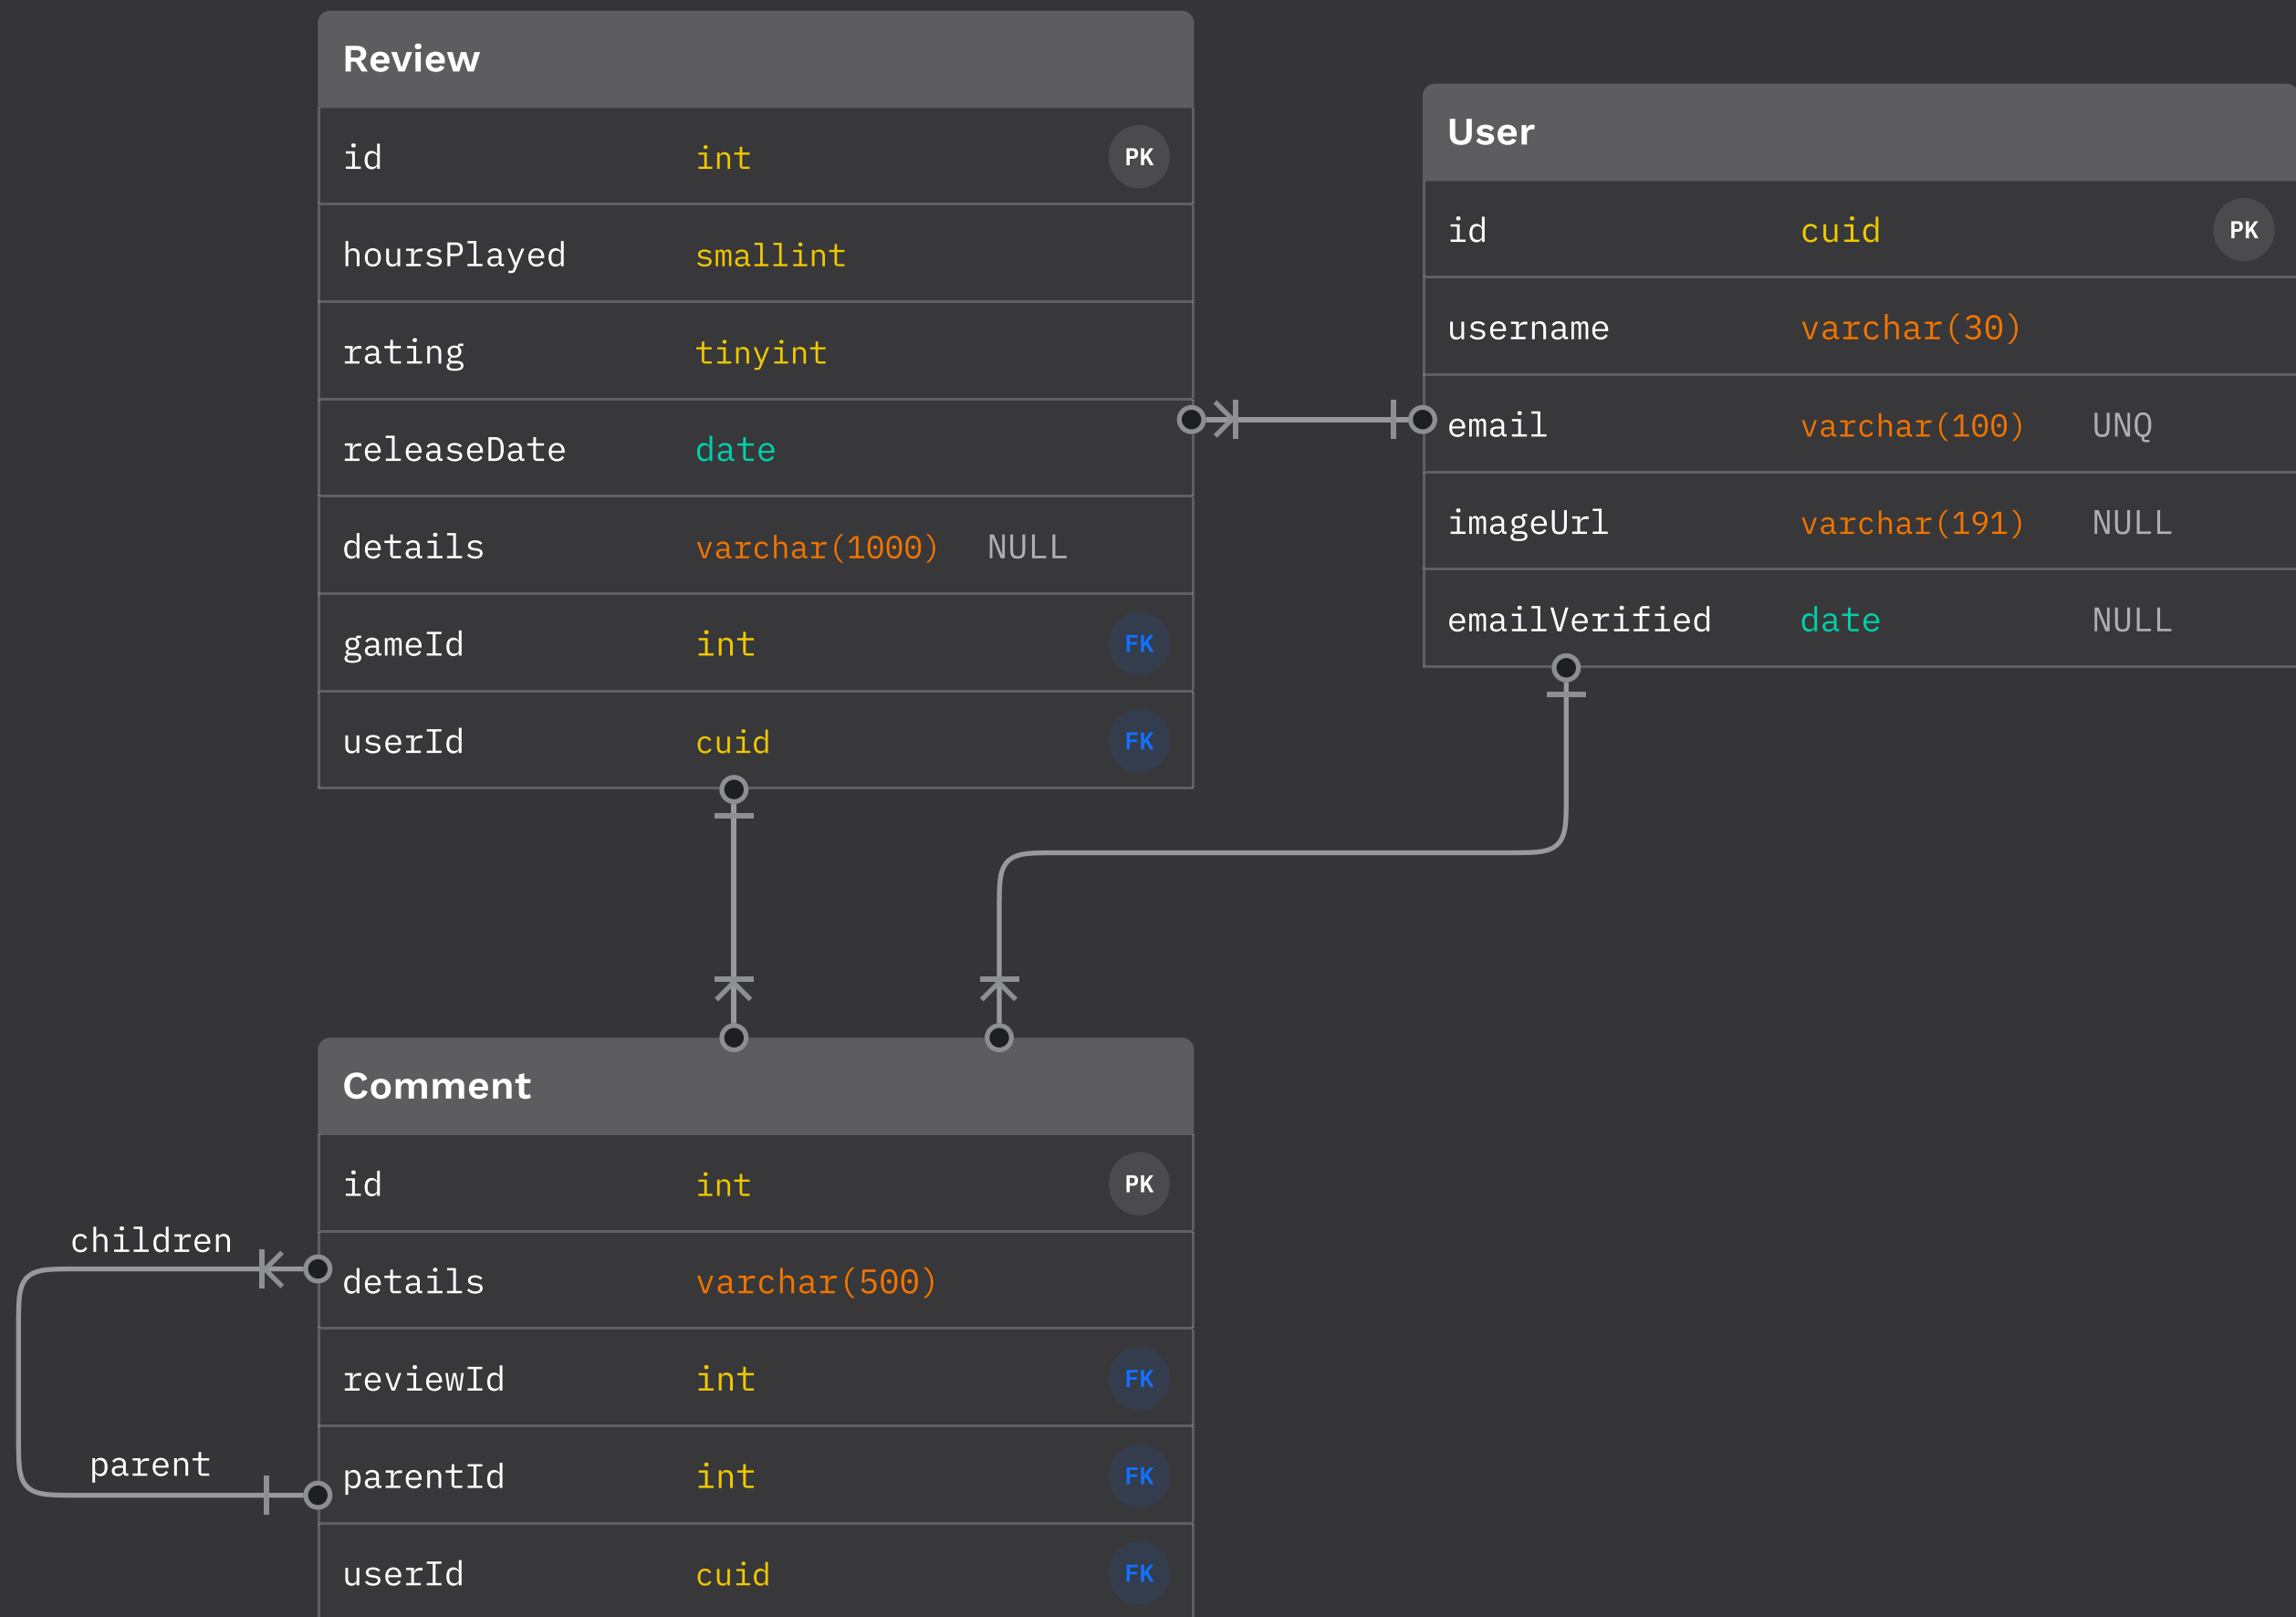 Review
id int PK
hoursPlayed smallint
rating tinyint
releaseDate date
details varchar(1000) NULL
gameId int FK
userId cuid FK
User
id cuid PK
username varchar(30)
email varchar(100) UNQ
imageUrl varchar(191) NULL
emailVerified date NULL
Comment
id int PK
details varchar(500)
reviewId int FK
parentId int FK
userId cuid FK
children
parent